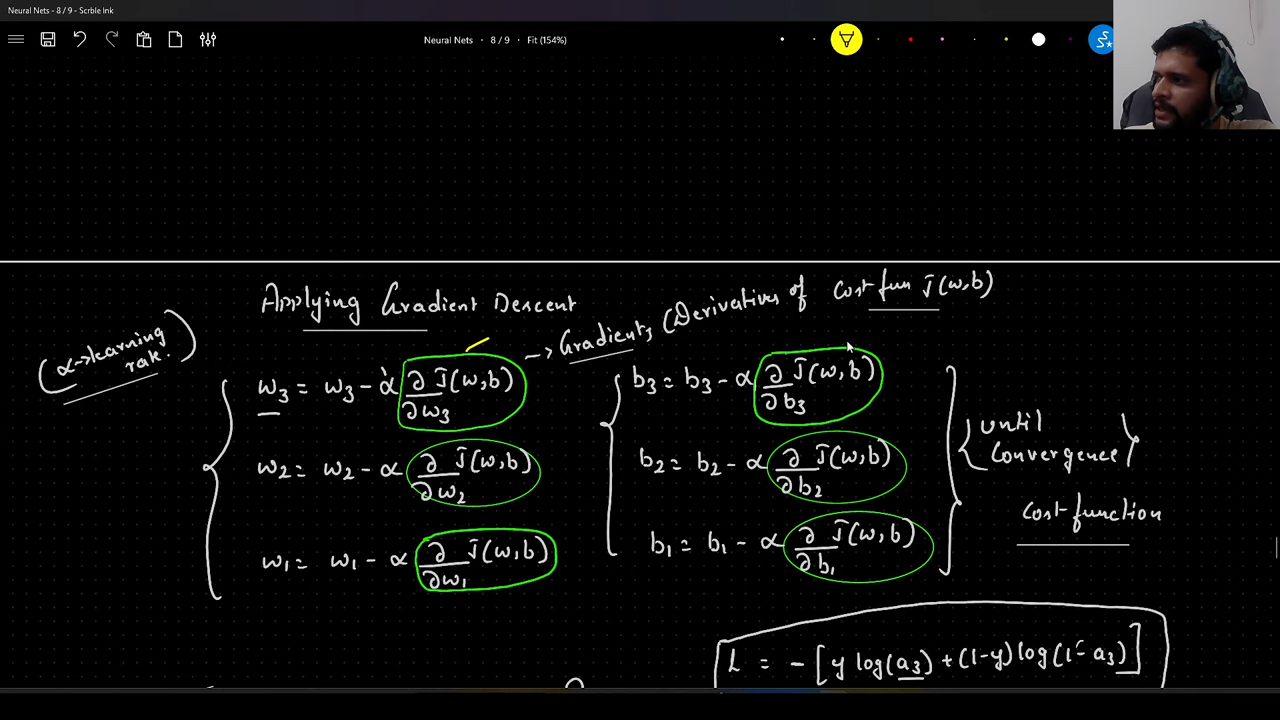 Neural Nets - 8 / 9 - Scrble Ink
Neural Nets • 8 / 9 • Fit (154%)
Applying Gradient Descent
→ Gradients (Derivatives of cost fun J(w,b)
(α→learning rate.)
w₃ = w₃ - α ∂/∂w₃ J(w,b)
w₂ = w₂ - α ∂/∂w₂ J(w,b)
w₁ = w₁ - α ∂/∂w₁ J(w,b)
b₃ = b₃ - α ∂/∂b₃ J(w,b)
b₂ = b₂ - α ∂/∂b₂ J(w,b)
b₁ = b₁ - α ∂/∂b₁ J(w,b)
{until
convergence}
cost function
L = -[y log(a₃) + (1-y) log(1-a₃)]